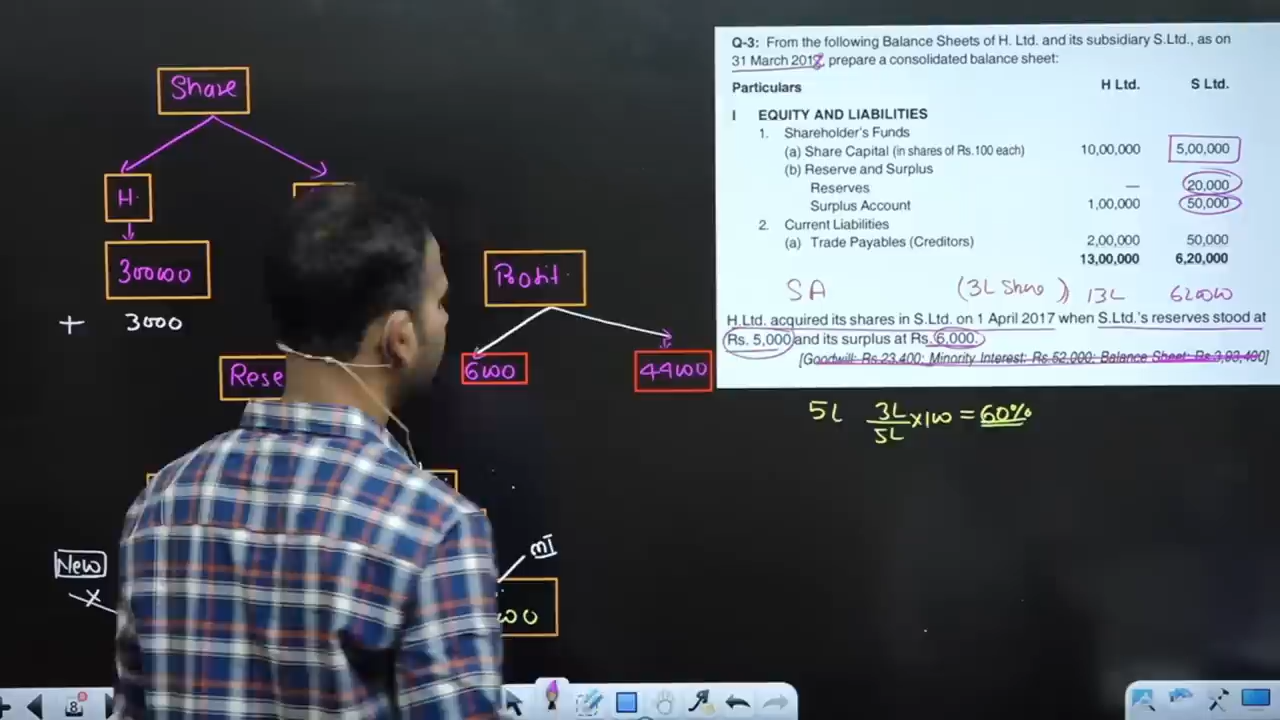 Share
H.
300000
+ 3000
Rese
New
Profit
6000
44000
MI
Q-3: From the following Balance Sheets of H. Ltd. and its subsidiary S.Ltd., as on
31 March 2018, prepare a consolidated balance sheet:
Particulars H Ltd. S Ltd.
I EQUITY AND LIABILITIES
1. Shareholder's Funds
(a) Share Capital (in shares of Rs.100 each) 10,00,000 5,00,000
(b) Reserve and Surplus
Reserves — 20,000
Surplus Account 1,00,000 50,000
2. Current Liabilities
(a) Trade Payables (Creditors) 2,00,000 50,000
13,00,000 6,20,000
SA (3L Share) 13L 620000
H.Ltd. acquired its shares in S.Ltd. on 1 April 2017 when S.Ltd.'s reserves stood at
Rs. 5,000 and its surplus at Rs. 6,000.
[Goodwill: Rs.23,400; Minority Interest: Rs.52,000; Balance Sheet: Rs.3,93,400]
5L 3L/5L ×100 = 60%
8